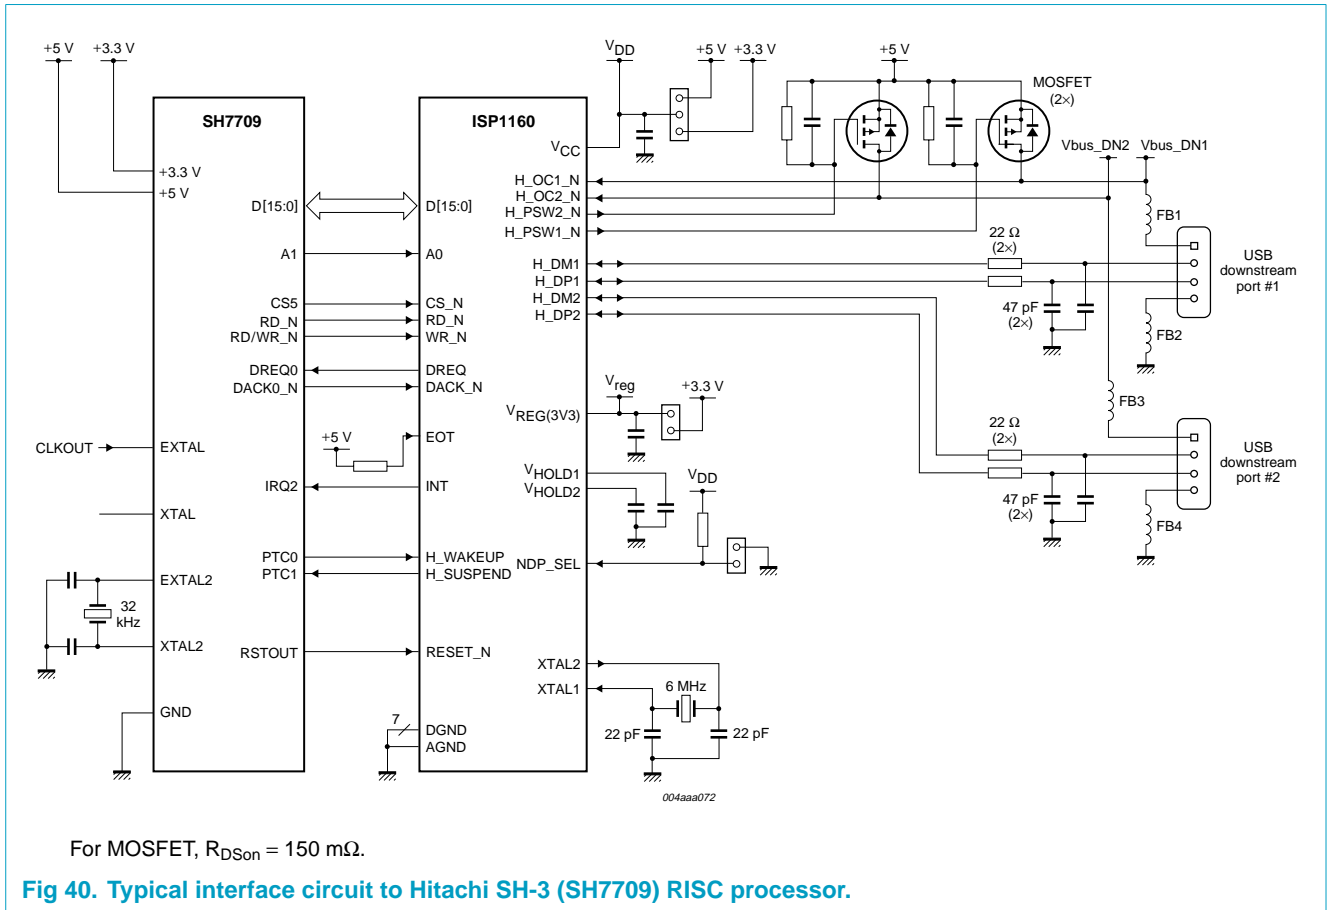 +5 V +3.3 V
SH7709
+3.3 V
+5 V
D[15:0]
A1
CS5
RD_N
RD/WR_N
DREQ0
DACK0_N
CLKOUT
EXTAL
IRQ2
XTAL
PTC0
PTC1
EXTAL2
32
kHz
XTAL2
RSTOUT
GND
ISP1160
D[15:0]
A0
CS_N
RD_N
WR_N
DREQ
DACK_N
+5 V
EOT
INT
H_WAKEUP
H_SUSPEND
RESET_N
7
DGND
AGND
VCC
H_OC1_N
H_OC2_N
H_PSW2_N
H_PSW1_N
H_DM1
H_DP1
H_DM2
H_DP2
VREG(3V3)
VHOLD1
VHOLD2
NDP_SEL
XTAL2
XTAL1
VDD
+5 V +3.3 V
+5 V
MOSFET
(2×)
Vbus_DN2 Vbus_DN1
FB1
22 Ω
(2×)
USB
downstream
port #1
47 pF
(2×)
FB2
Vreg
+3.3 V
FB3
22 Ω
(2×)
USB
downstream
port #2
47 pF
(2×)
FB4
VDD
6 MHz
22 pF
22 pF
004aaa072
For MOSFET, RDSon = 150 mΩ.
Fig 40. Typical interface circuit to Hitachi SH-3 (SH7709) RISC processor.